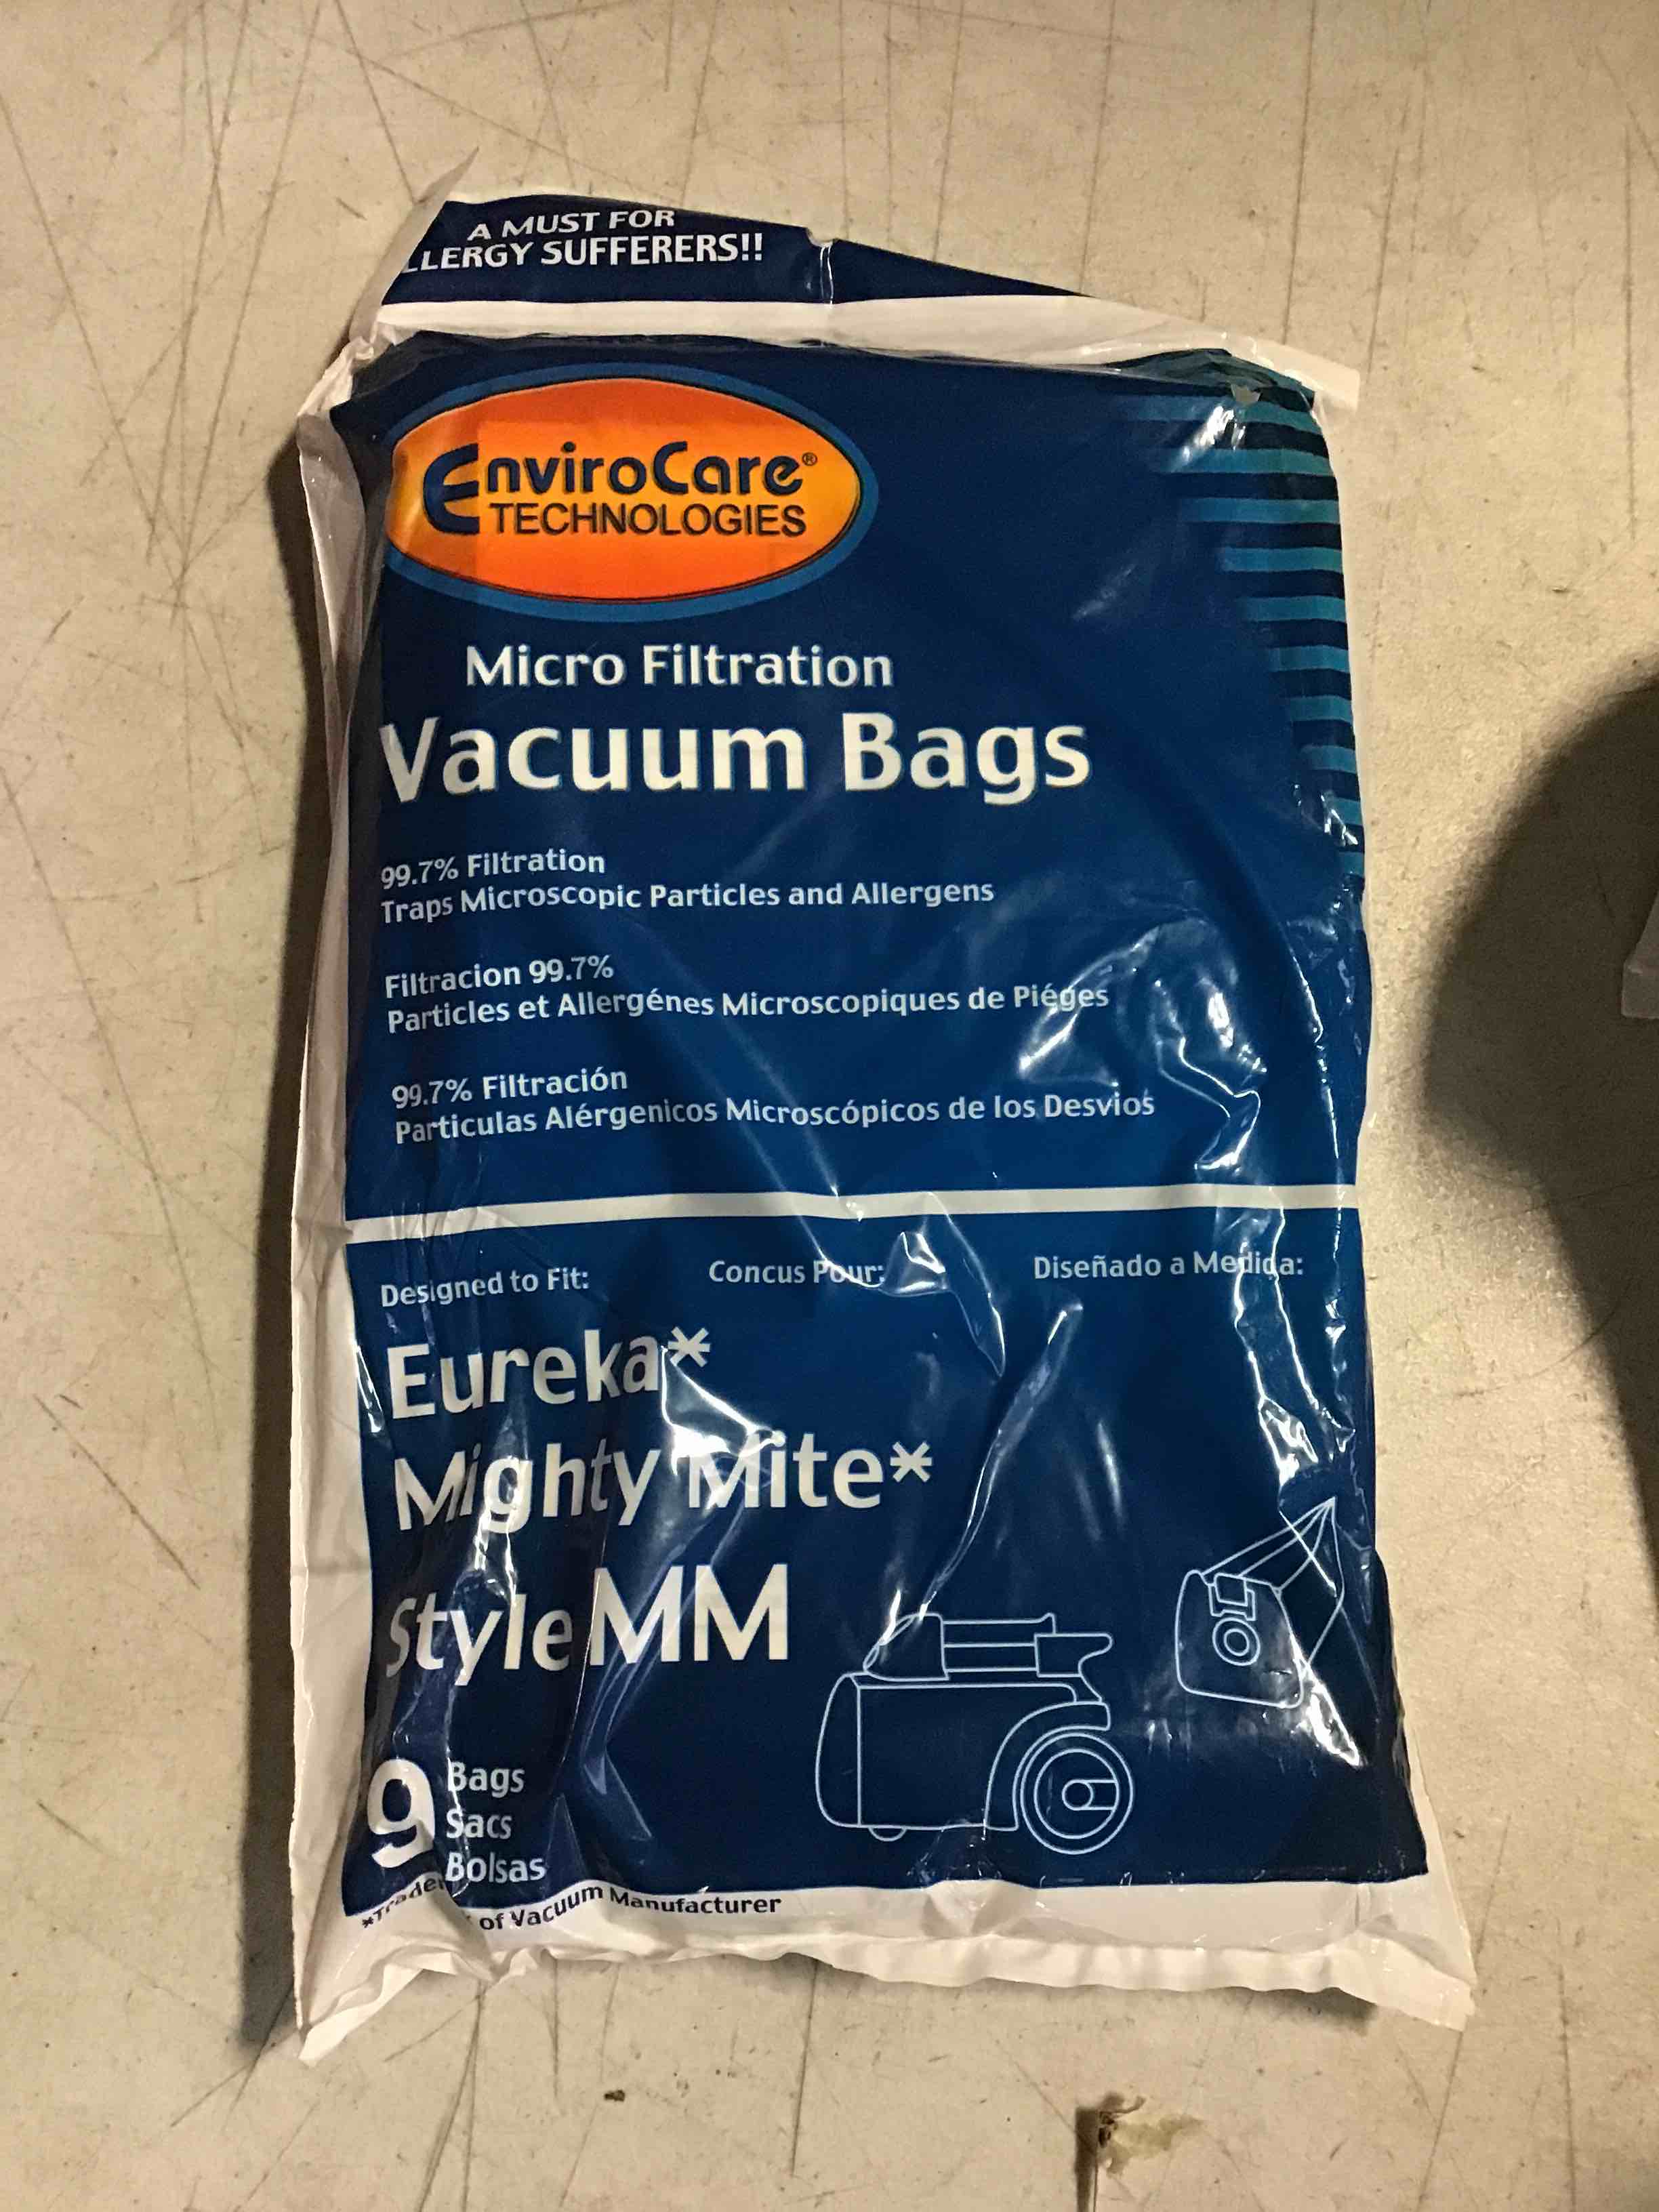 A MUST FOR
LLERGY SUFFERERS!!
EnviroCare®
TECHNOLOGIES
Micro Filtration
Vacuum Bags
99.7% Filtration
Traps Microscopic Particles and Allergens
Filtracion 99.7%
Particles et Allergénes Microscopiques de Piéges
99.7% Filtración
Particulas Alérgenicos Microscópicos de los Desvios
Designed to Fit: Concus Pour: Diseñado a Medida:
Eureka*
Mighty Mite*
Style MM
9 Bags
Sacs
Bolsas
of Vacuum Manufacturer